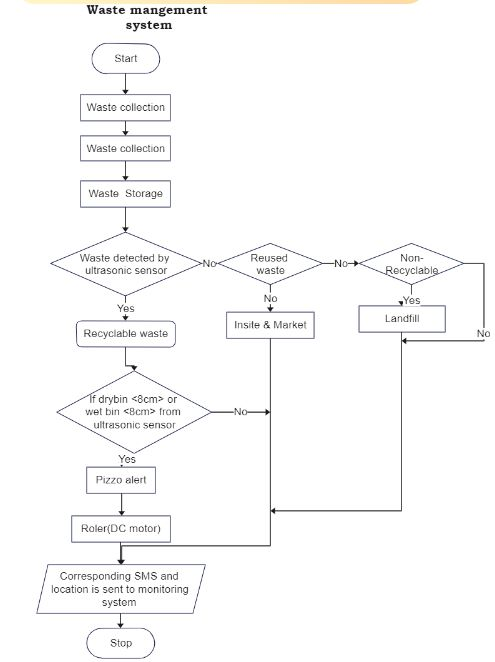 Waste mangement
system
Start
Waste collection
Waste collection
Waste Storage
Waste detected by
ultrasonic sensor
No
Reused
waste
No
Non-
Recyclable
Yes
No
Yes
No
Recyclable waste
Insite & Market
Landfill
If drybin <8cm> or
wet bin <8cm> from
ultrasonic sensor
No
Yes
Pizzo alert
Roler(DC motor)
Corresponding SMS and
location is sent to monitoring
system
Stop